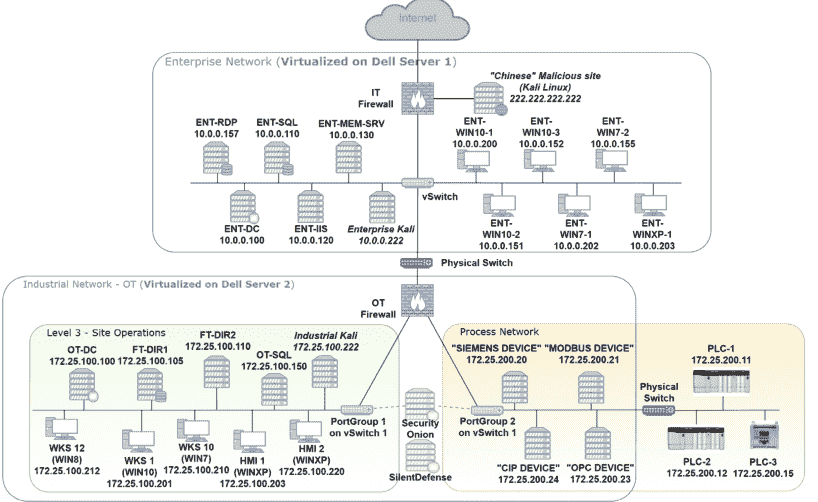 Internet
Enterprise Network (Virtualized on Dell Server 1)
IT
Firewall
"Chinese" Malicious site
(Kali Linux)
222.222.222.222
ENT-RDP
10.0.0.157
ENT-SQL
10.0.0.110
ENT-MEM-SRV
10.0.0.130
ENT-
WIN10-1
10.0.0.200
ENT-
WIN10-3
10.0.0.152
ENT-
WIN7-2
10.0.0.155
vSwitch
ENT-DC
10.0.0.100
ENT-IIS
10.0.0.120
Enterprise Kali
10.0.0.222
ENT-
WIN10-2
10.0.0.151
ENT-
WIN7-1
10.0.0.202
ENT-
WINXP-1
10.0.0.203
Physical Switch
Industrial Network - OT (Virtualized on Dell Server 2)
OT
Firewall
Level 3 - Site Operations
OT-DC
172.25.100.100
FT-DIR1
172.25.100.105
FT-DIR2
172.25.100.110
OT-SQL
172.25.100.150
Industrial Kali
172.25.100.222
PortGroup 1
on vSwitch 1
WKS 12
(WIN8)
172.25.100.212
WKS 1
(WIN10)
172.25.100.201
WKS 10
(WIN7)
172.25.100.210
HMI 1
(WINXP)
172.25.100.203
HMI 2
(WINXP)
172.25.100.220
Security
Onion
SilentDefense
Process Network
"SIEMENS DEVICE"
172.25.200.20
"MODBUS DEVICE"
172.25.200.21
PortGroup 2
on vSwitch 1
"CIP DEVICE"
172.25.200.24
"OPC DEVICE"
172.25.200.23
Physical
Switch
PLC-1
172.25.200.11
PLC-2
172.25.200.12
PLC-3
172.25.200.15